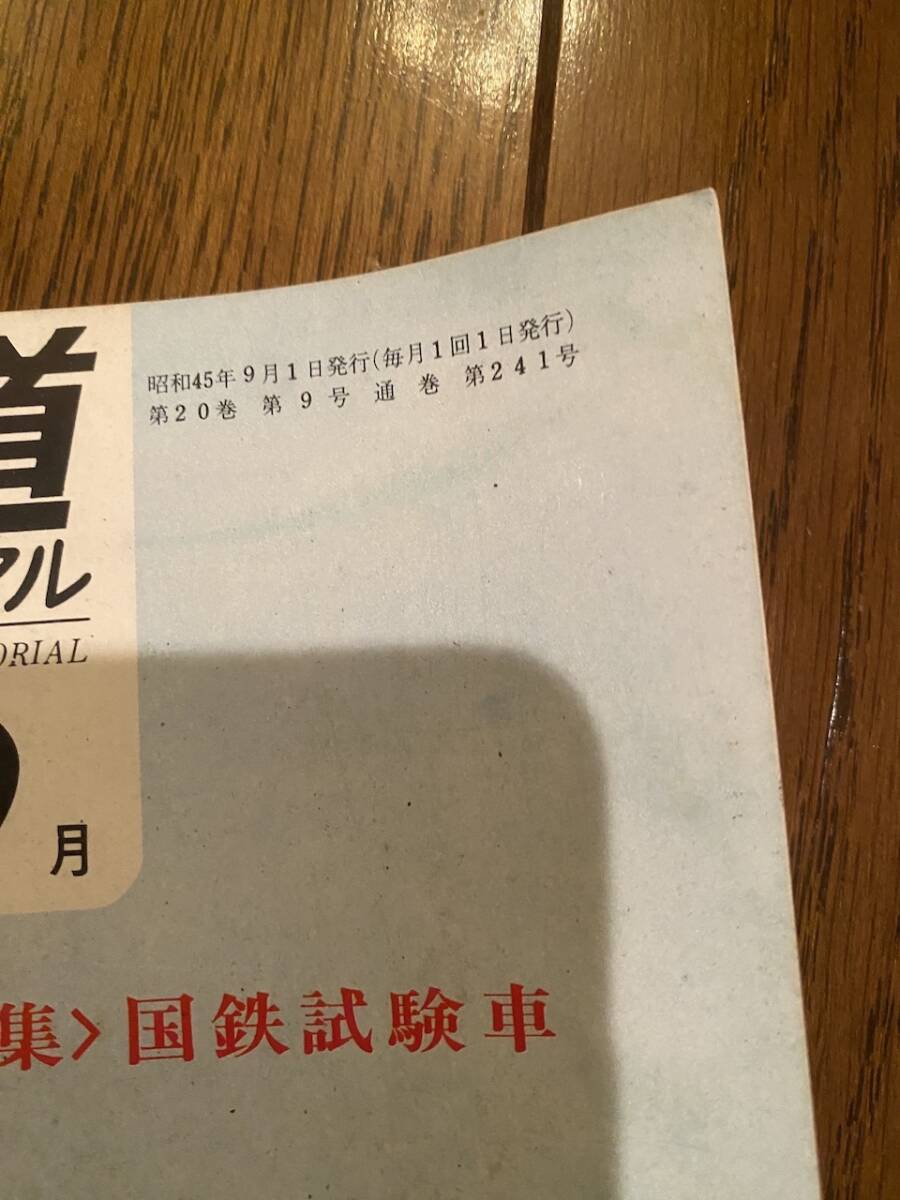 昭和45年9月1日発行(毎月1回1日発行)
第20巻 第9号 通巻 第241号
道
アル
ORIAL
月
集>国鉄試験車